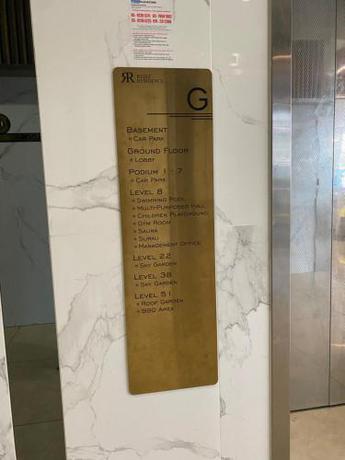 RR
RESIDENCE
G
BASEMENT
CAR PARK
GROUND FLOOR
LOBBY
PODIUM 1 - 7
CAR PARK
LEVEL 8
SWIMMING POOL
MULTI-PURPOSED HALL
CHILDREN PLAYGROUND
GYM ROOM
SAUNA
SURAU
MANAGEMENT OFFICE
LEVEL 22
SKY GARDEN
LEVEL 38
SKY GARDEN
LEVEL 51
ROOF GARDEN
BBQ AREA